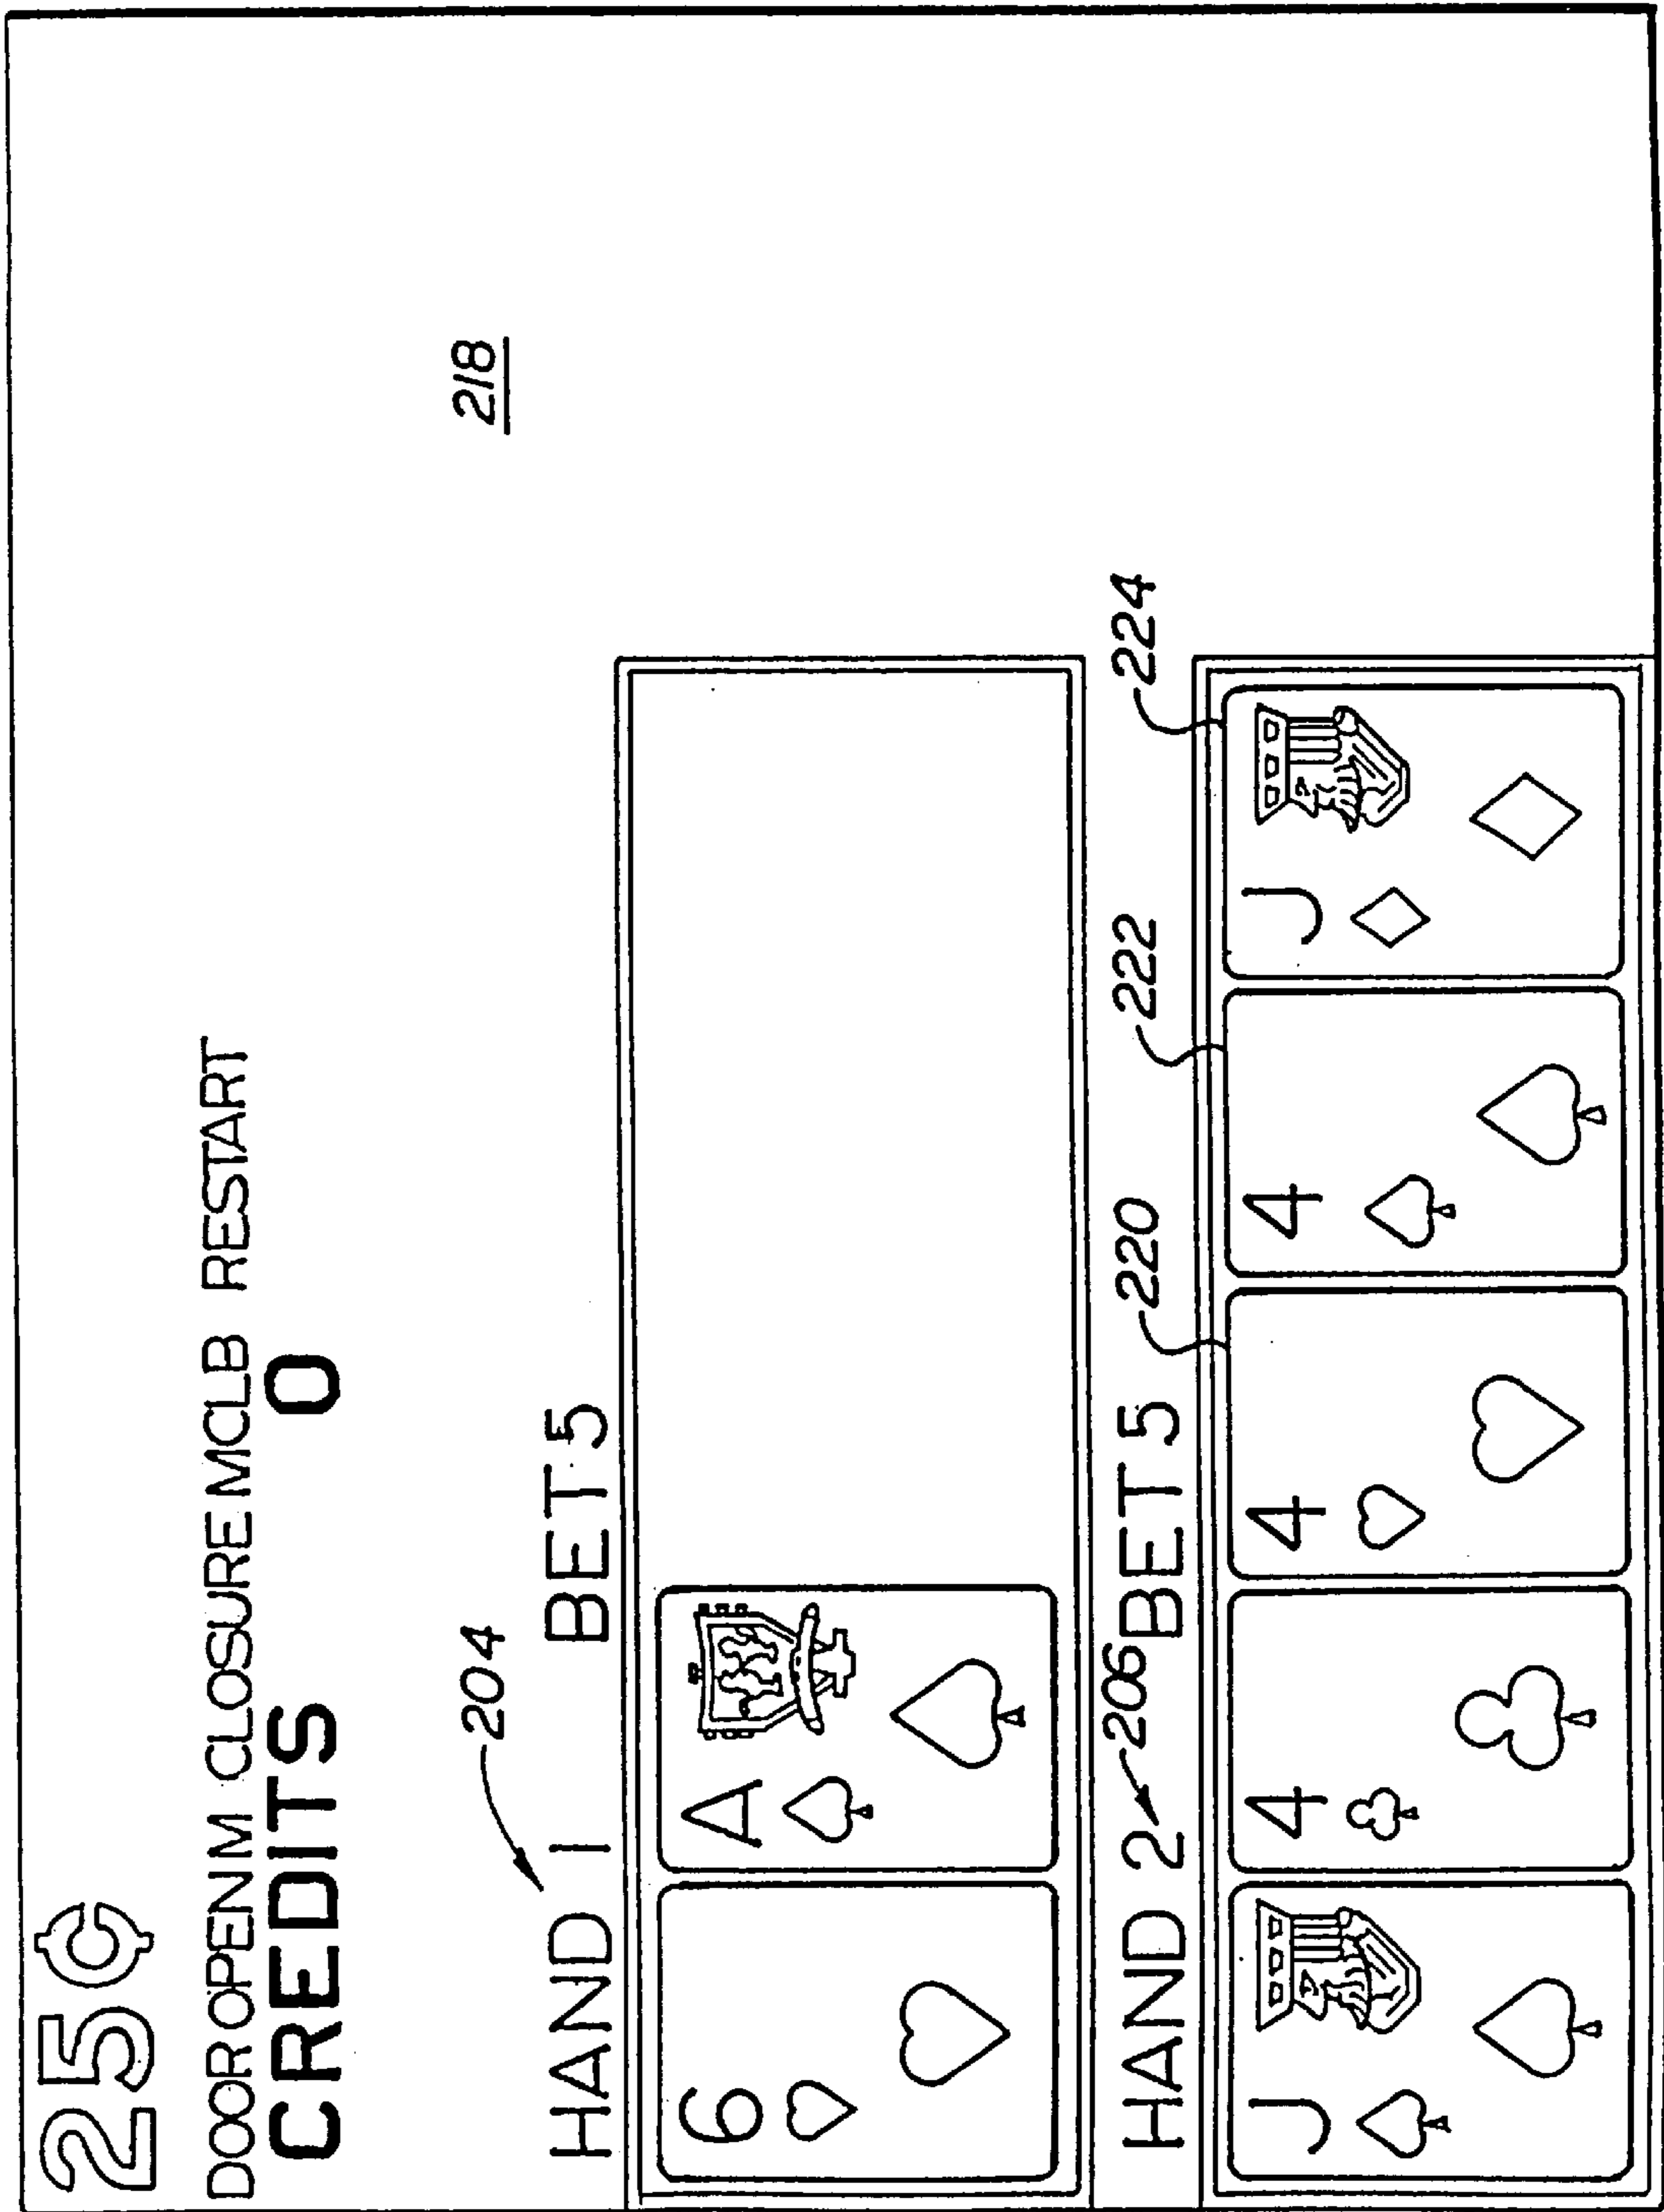 25¢
DOOR OPEN M CLOSURE MCLB RESTART
CREDITS 0
218
204
HAND 1 BET 5
6 A
206 220 222 224
HAND 2 BET 5
J 4 4 4 J